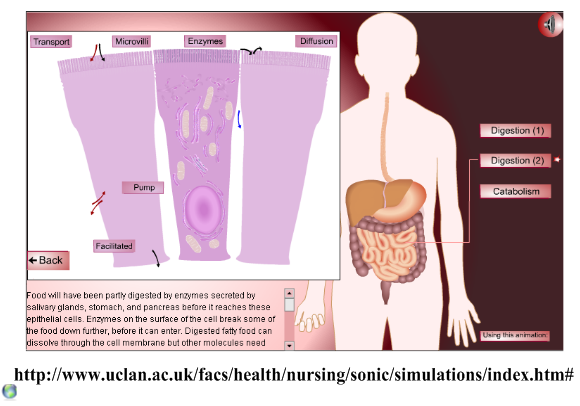 Transport Microvilli Enzymes Diffusion
Digestion (1)
Digestion (2)
Catabolism
Pump
Facilitated
Back
Food will have been partly digested by enzymes secreted by
salivary glands, stomach, and pancreas before it reaches these
epithelial cells. Enzymes on the surface of the cell break some of
the food down further, before it can enter. Digested fatty food can
dissolve through the cell membrane but other molecules need
Using this animation
http://www.uclan.ac.uk/facs/health/nursing/sonic/simulations/index.htm#